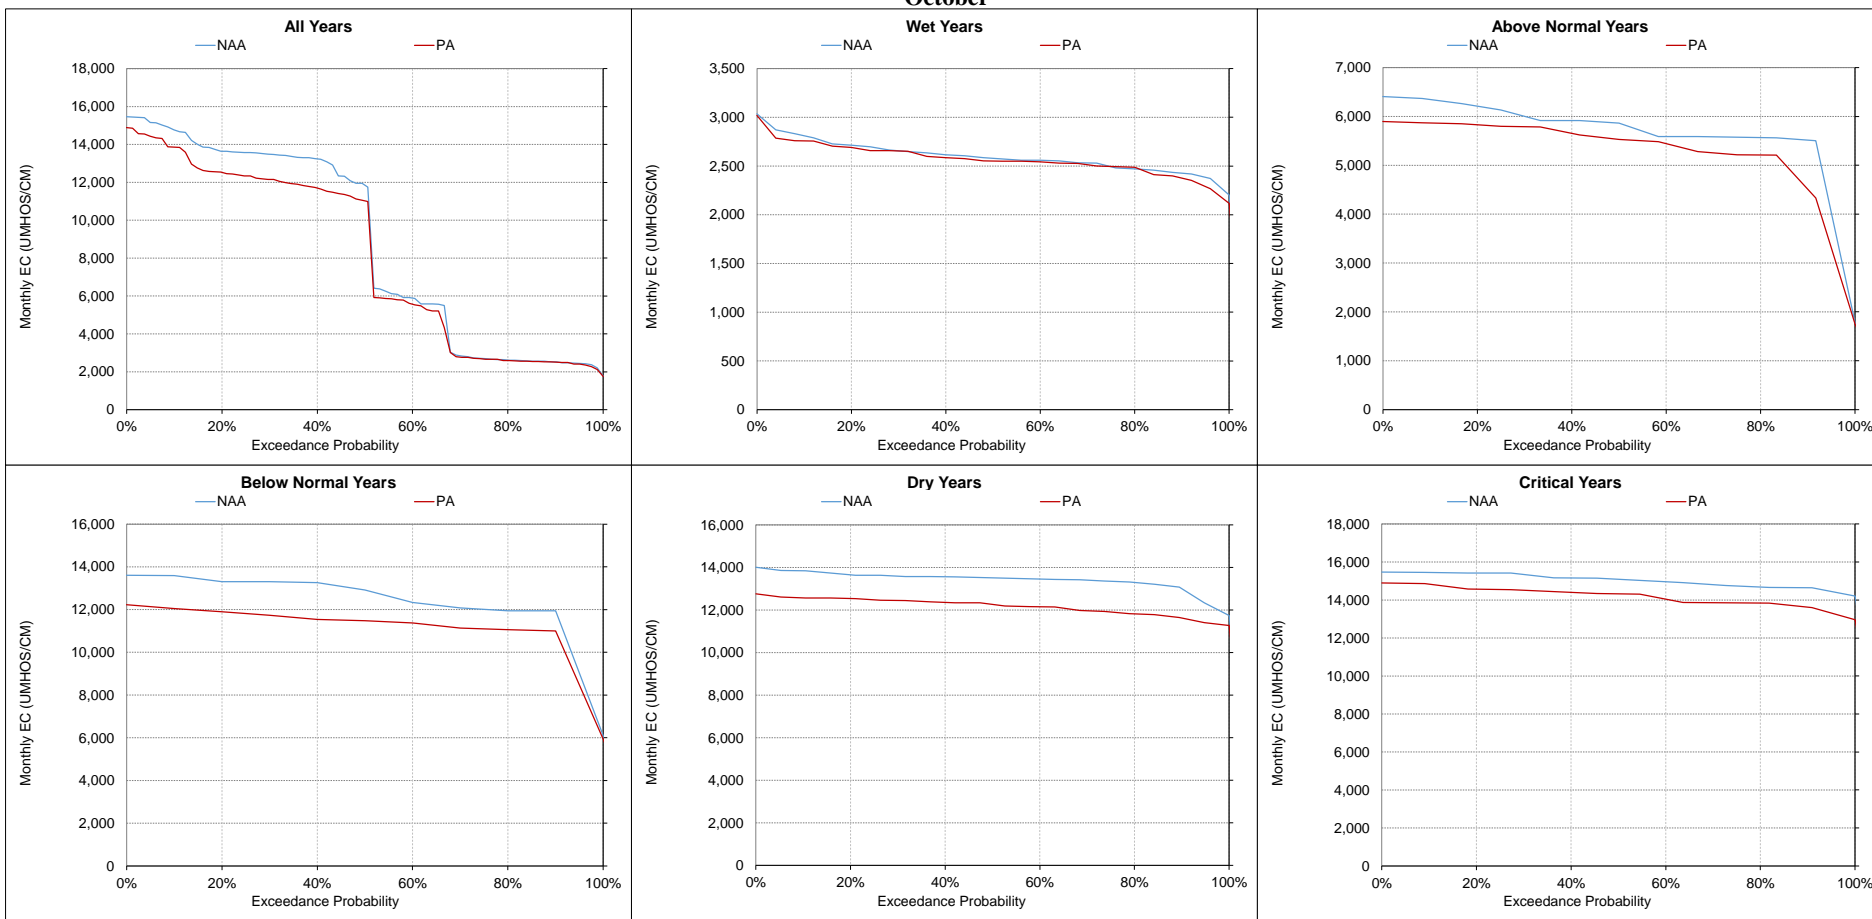 October
All Years
NAA PA
18,000
16,000
14,000
12,000
10,000
8,000
6,000
4,000
2,000
0
Monthly EC (UMHOS/CM)
0% 20% 40% 60% 80% 100%
Exceedance Probability
Wet Years
NAA PA
3,500
3,000
2,500
2,000
1,500
1,000
500
0
Monthly EC (UMHOS/CM)
0% 20% 40% 60% 80% 100%
Exceedance Probability
Above Normal Years
NAA PA
7,000
6,000
5,000
4,000
3,000
2,000
1,000
0
Monthly EC (UMHOS/CM)
0% 20% 40% 60% 80% 100%
Exceedance Probability
Below Normal Years
NAA PA
16,000
14,000
12,000
10,000
8,000
6,000
4,000
2,000
0
Monthly EC (UMHOS/CM)
0% 20% 40% 60% 80% 100%
Exceedance Probability
Dry Years
NAA PA
16,000
14,000
12,000
10,000
8,000
6,000
4,000
2,000
0
Monthly EC (UMHOS/CM)
0% 20% 40% 60% 80% 100%
Exceedance Probability
Critical Years
NAA PA
18,000
16,000
14,000
12,000
10,000
8,000
6,000
4,000
2,000
0
Monthly EC (UMHOS/CM)
0% 20% 40% 60% 80% 100%
Exceedance Probability